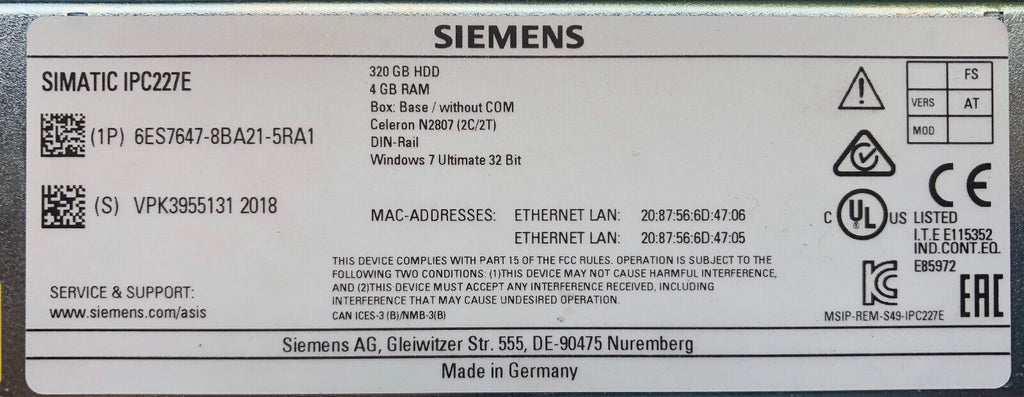 SIEMENS
SIMATIC IPC227E
(1P) 6ES7647-8BA21-5RA1
(S) VPK3955131 2018
320 GB HDD
4 GB RAM
Box: Base / without COM
Celeron N2807 (2C/2T)
DIN-Rail
Windows 7 Ultimate 32 Bit
MAC-ADDRESSES: ETHERNET LAN: 20:87:56:6D:47:06
ETHERNET LAN: 20:87:56:6D:47:05
THIS DEVICE COMPLIES WITH PART 15 OF THE FCC RULES. OPERATION IS SUBJECT TO THE
FOLLOWING TWO CONDITIONS: (1)THIS DEVICE MAY NOT CAUSE HARMFUL INTERFERENCE,
AND (2)THIS DEVICE MUST ACCEPT ANY INTERFERENCE RECEIVED, INCLUDING
INTERFERENCE THAT MAY CAUSE UNDESIRED OPERATION.
CAN ICES-3 (B)/NMB-3(B)
SERVICE & SUPPORT:
www.siemens.com/asis
FS
VERS AT
MOD
CE
C UL US LISTED
I.T.E E115352
IND.CONT.EQ.
E85972
KC
EAC
MSIP-REM-S49-IPC227E
Siemens AG, Gleiwitzer Str. 555, DE-90475 Nuremberg
Made in Germany